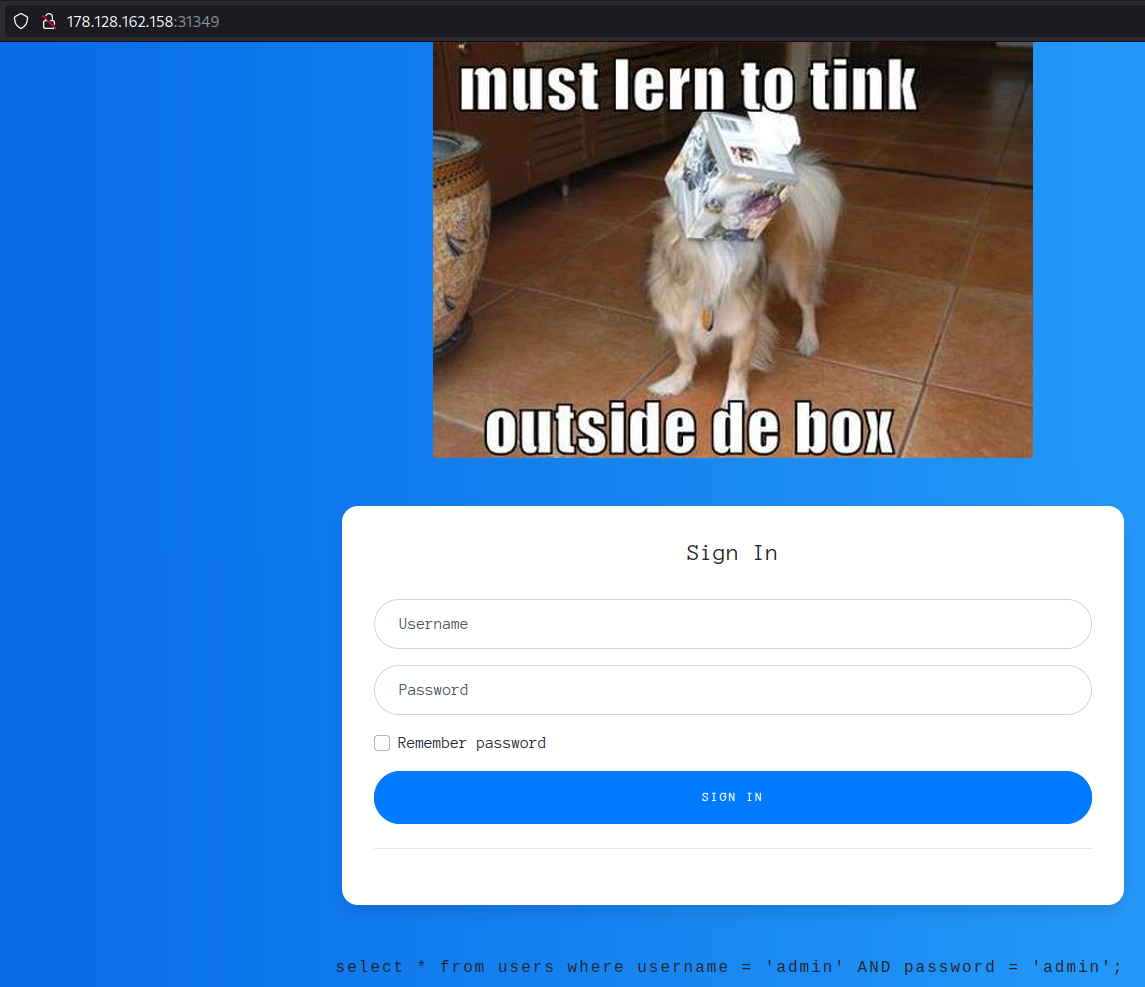 178.128.162.158:31349
must lern to tink
outside de box
Sign In
Username
Password
Remember password
SIGN IN
select * from users where username = 'admin' AND password = 'admin';